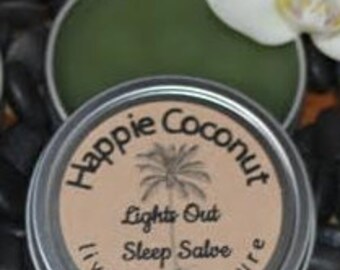 Happie Coconut
Lights Out
Sleep Salve